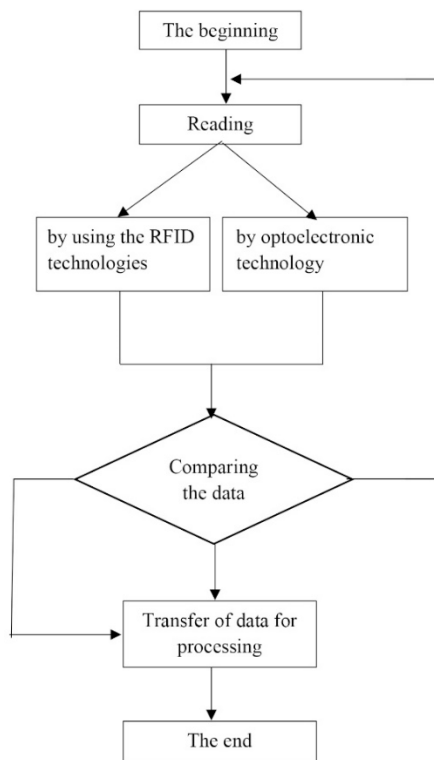 The beginning
Reading
by using the RFID
technologies
by optoelectronic
technology
Comparing
the data
Transfer of data for
processing
The end